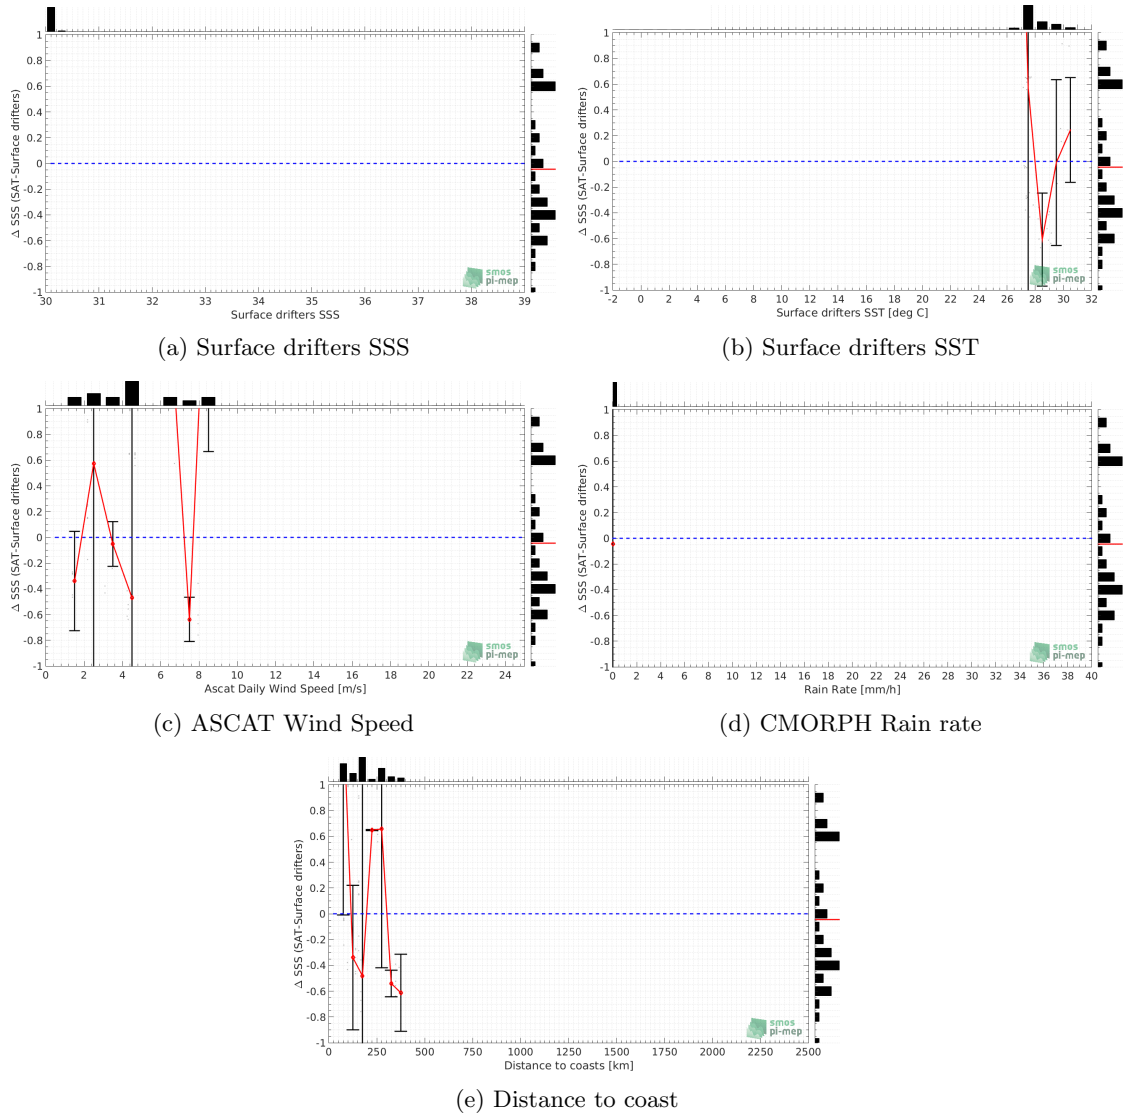 1
0.8
0.6
0.4
0.2
0
-0.2
-0.4
-0.6
-0.8
-1
Δ SSS (SAT-Surface drifters)
30 31 32 33 34 35 36 37 38 39
Surface drifters SSS
smos
pi-mep
(a) Surface drifters SSS
1
0.8
0.6
0.4
0.2
0
-0.2
-0.4
-0.6
-0.8
-1
Δ SSS (SAT-Surface drifters)
-2 0 2 4 6 8 10 12 14 16 18 20 22 24 26 28 30 32
Surface drifters SST [deg C]
smos
pi-mep
(b) Surface drifters SST
1
0.8
0.6
0.4
0.2
0
-0.2
-0.4
-0.6
-0.8
-1
Δ SSS (SAT-Surface drifters)
0 2 4 6 8 10 12 14 16 18 20 22 24
Ascat Daily Wind Speed [m/s]
smos
pi-mep
(c) ASCAT Wind Speed
1
0.8
0.6
0.4
0.2
0
-0.2
-0.4
-0.6
-0.8
-1
Δ SSS (SAT-Surface drifters)
0 2 4 6 8 10 12 14 16 18 20 22 24 26 28 30 32 34 36 38 40
Rain Rate [mm/h]
smos
pi-mep
(d) CMORPH Rain rate
1
0.8
0.6
0.4
0.2
0
-0.2
-0.4
-0.6
-0.8
-1
Δ SSS (SAT-Surface drifters)
0 250 500 750 1000 1250 1500 1750 2000 2250 2500
Distance to coasts [km]
smos
pi-mep
(e) Distance to coast